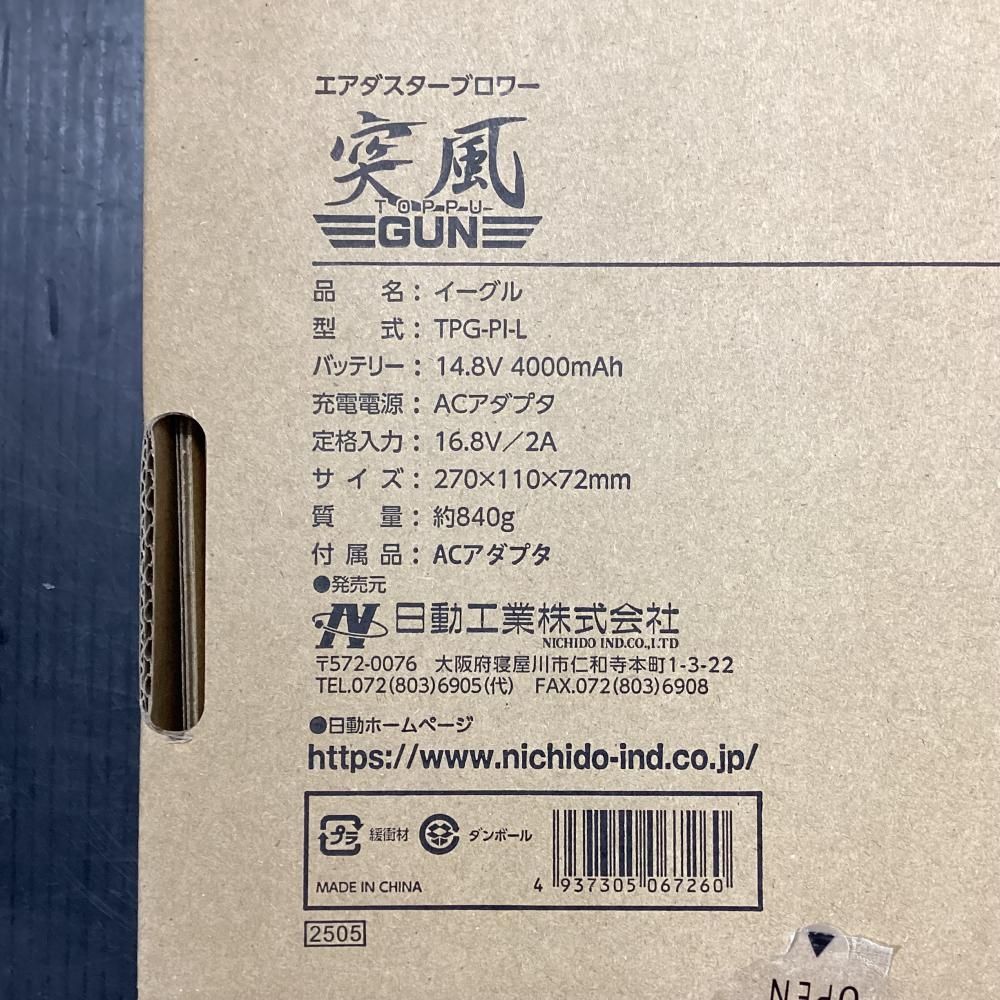 エアダスターブロワー
突風
TOPPU
GUN
品名：イーグル
型式：TPG-PI-L
バッテリー：14.8V 4000mAh
充電電源：ACアダプタ
定格入力：16.8V／2A
サイズ：270×110×72mm
質量：約840g
付属品：ACアダプタ
●発売元
N 日動工業株式会社
NICHIDO IND.CO.,LTD
〒572-0076 大阪府寝屋川市仁和寺本町1-3-22
TEL.072(803)6905(代) FAX.072(803)6908
●日動ホームページ
https://www.nichido-ind.co.jp/
プラ 緩衝材 ダンボール
MADE IN CHINA
4 937305 067260
2505
OPEN